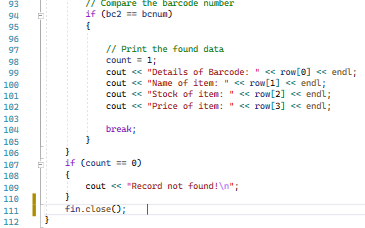 93 // Compare the barcode number
94 if (bc2 == bcnum)
95 {
96
97 // Print the found data
98 count = 1;
99 cout << "Details of Barcode: " << row[0] << endl;
100 cout << "Name of item: " << row[1] << endl;
101 cout << "Stock of item: " << row[2] << endl;
102 cout << "Price of item: " << row[3] << endl;
103
104 break;
105 }
106 }
107 if (count == 0)
108 {
109 cout << "Record not found!\n";
110 }
111 fin.close();
112 }